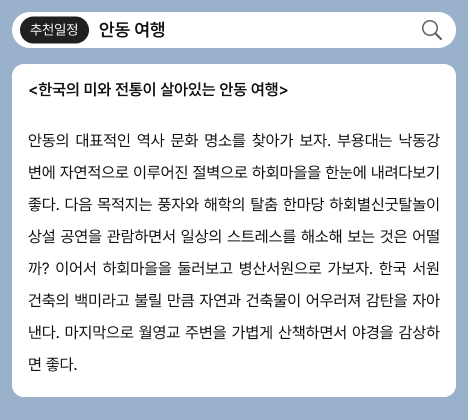 추천일정 안동 여행
<한국의 미와 전통이 살아있는 안동 여행>
안동의 대표적인 역사 문화 명소를 찾아가 보자. 부용대는 낙동강
변에 자연적으로 이루어진 절벽으로 하회마을을 한눈에 내려다보기
좋다. 다음 목적지는 풍자와 해학의 탈춤 한마당 하회별신굿탈놀이
상설 공연을 관람하면서 일상의 스트레스를 해소해 보는 것은 어떨
까? 이어서 하회마을을 둘러보고 병산서원으로 가보자. 한국 서원
건축의 백미라고 불릴 만큼 자연과 건축물이 어우러져 감탄을 자아
낸다. 마지막으로 월영교 주변을 가볍게 산책하면서 야경을 감상하
면 좋다.